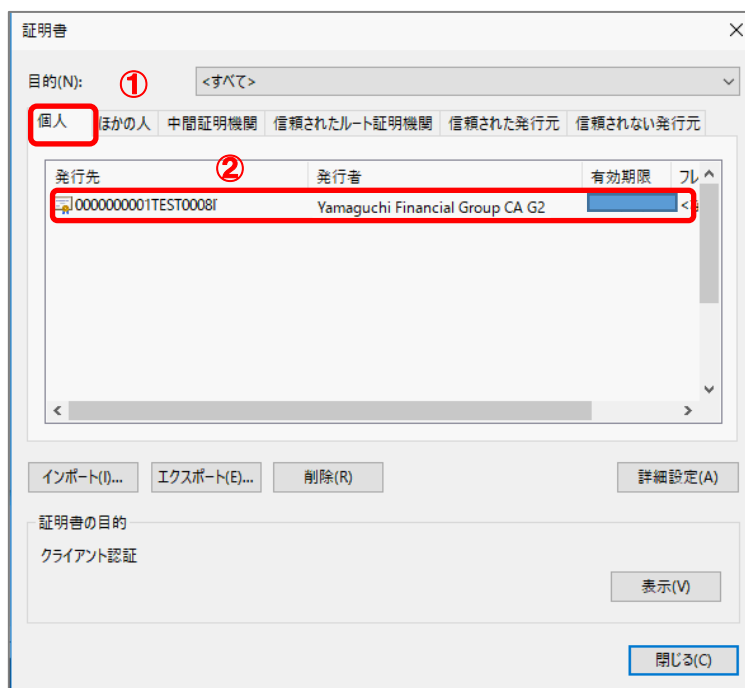 証明書
目的(N): ① <すべて>
個人 ほかの人 中間証明機関 信頼されたルート証明機関 信頼された発行元 信頼されない発行元
②
発行先 発行者 有効期限 フレ
0000000001TEST0008 Yamaguchi Financial Group CA G2
インポート(I)... エクスポート(E)... 削除(R) 詳細設定(A)
証明書の目的
クライアント認証
表示(V)
閉じる(C)